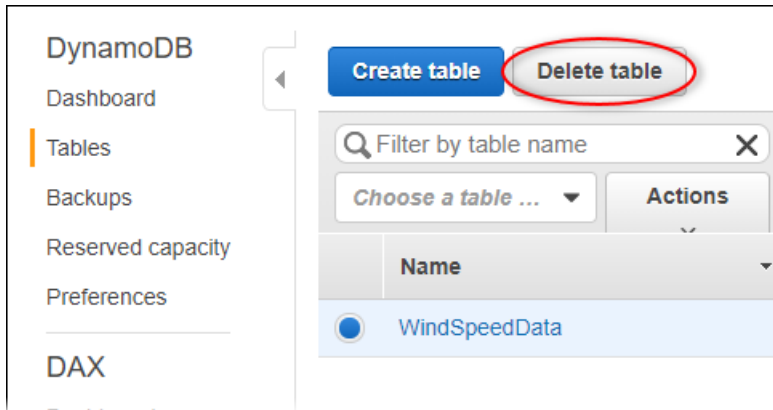 DynamoDB
Dashboard
Tables
Backups
Reserved capacity
Preferences
DAX
Create table
Delete table
Filter by table name
Choose a table ...
Actions
Name
WindSpeedData